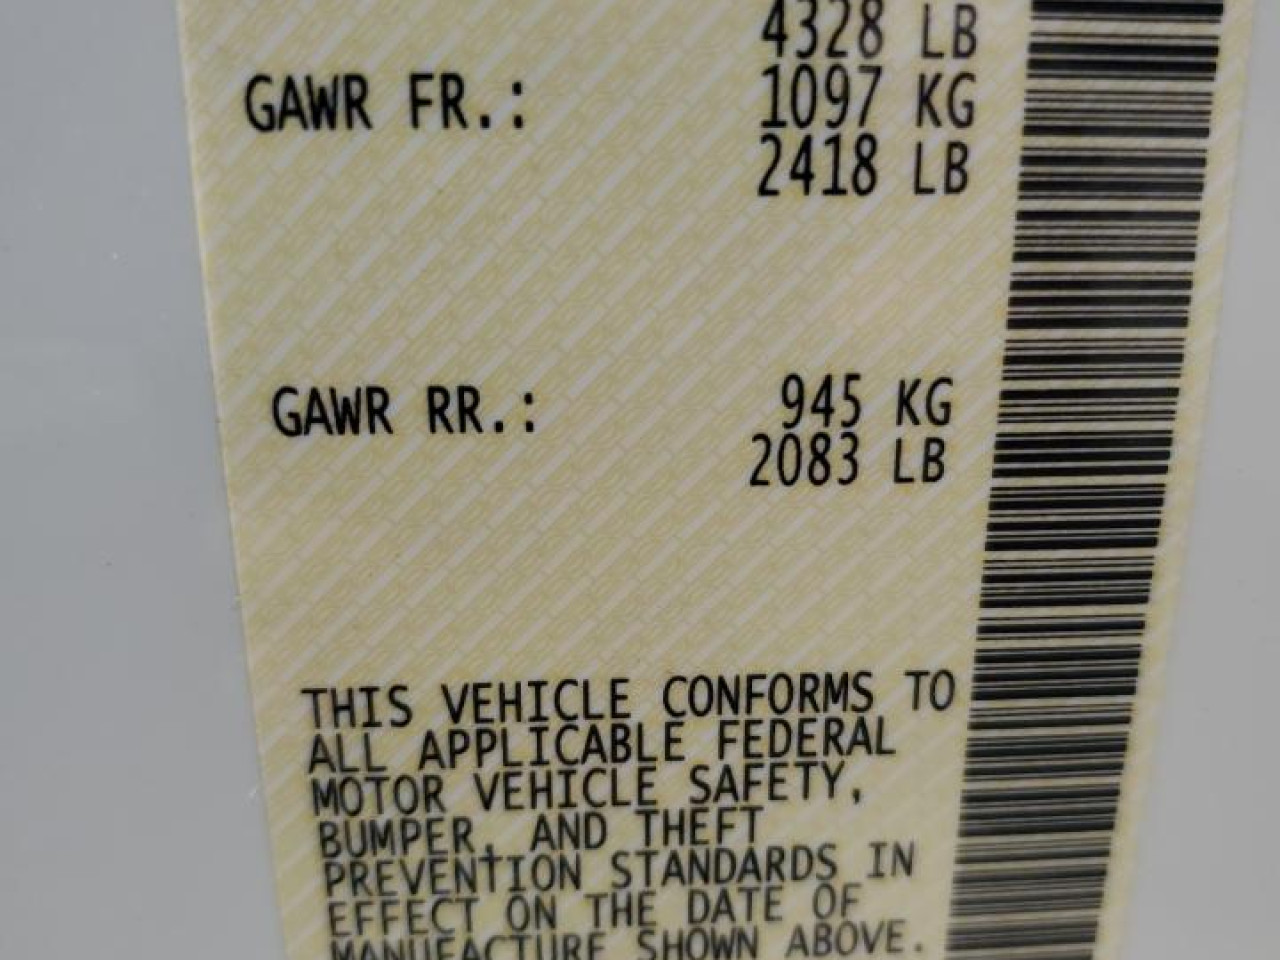 4328 LB
GAWR FR.: 1097 KG
2418 LB
GAWR RR.: 945 KG
2083 LB
THIS VEHICLE CONFORMS TO
ALL APPLICABLE FEDERAL
MOTOR VEHICLE SAFETY,
BUMPER, AND THEFT
PREVENTION STANDARDS IN
EFFECT ON THE DATE OF
MANUFACTURE SHOWN ABOVE.